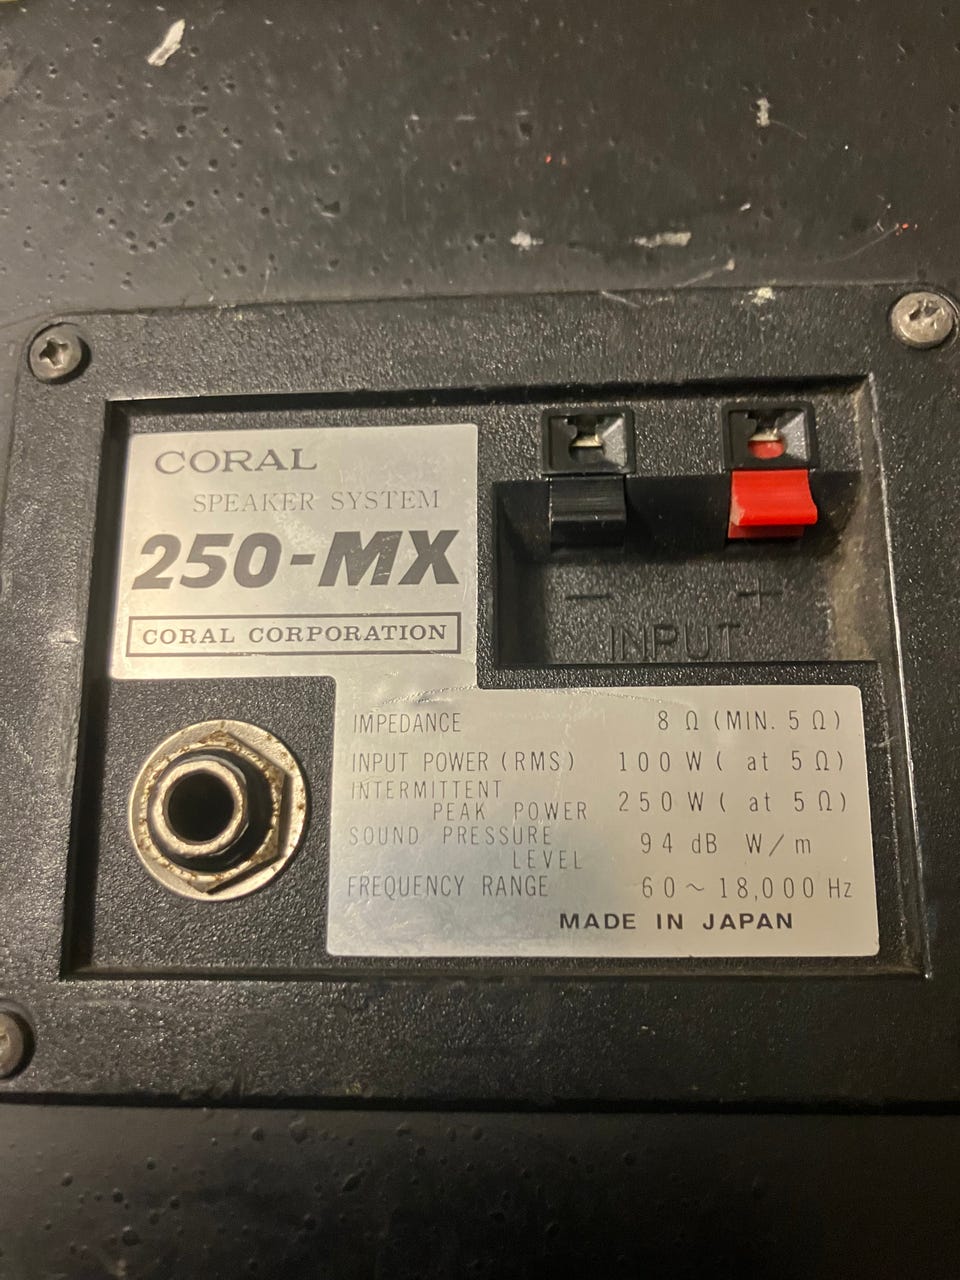 CORAL
SPEAKER SYSTEM
250-MX
CORAL CORPORATION
− +
INPUT
IMPEDANCE 8 Ω (MIN. 5 Ω)
INPUT POWER (RMS) 100 W ( at 5 Ω)
INTERMITTENT
PEAK POWER 250 W ( at 5 Ω)
SOUND PRESSURE
LEVEL 94 dB W/m
FREQUENCY RANGE 60～18,000 Hz
MADE IN JAPAN